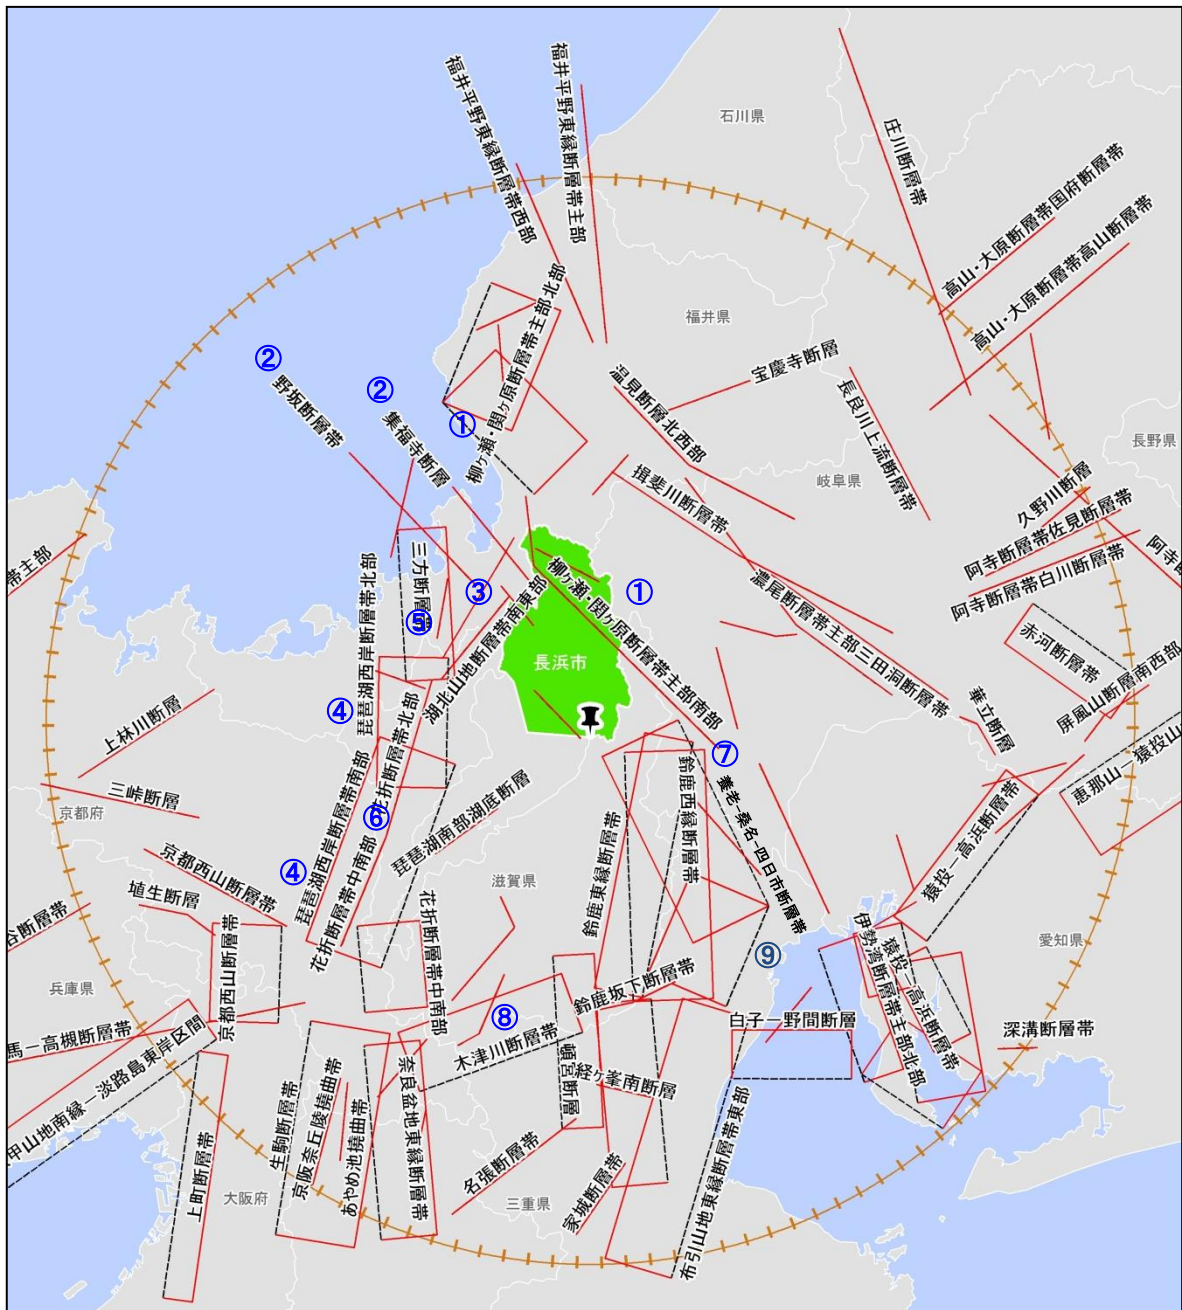 福井平野東縁断層帯西部
福井平野東縁断層帯主部
石川県
庄川断層帯
高山・大原断層帯国府断層帯
高山・大原断層帯高山断層帯
柳ヶ瀬・関ヶ原断層帯主部北部
福井県
宝慶寺断層
②
野坂断層帯
②
集福寺断層
①
温見断層北西部
長良川上流断層帯
長野県
岐阜県
揖斐川断層帯
久野川断層
阿寺断層帯佐見断層帯
阿寺断層帯白川断層帯
阿寺
帯主部
三方断層帯
⑤
③
柳ヶ瀬・関ヶ原断層帯主部南部
①
濃尾断層帯主部三田洞断層帯
赤河断層帯
屏風山断層南西部
恵那山－猿投山
華立断層
琵琶湖西岸断層帯北部
湖北山地断層帯南東部
長浜市
④
上林川断層
三峠断層
京都府
花折断層帯北部
⑥
琵琶湖西岸断層帯南部
④
花折断層帯中南部
琵琶湖南部湖底断層
⑦
鈴鹿西縁断層帯
養老-桑名-四日市断層帯
鈴鹿東縁断層帯
猿投－高浜断層帯
京都西山断層帯
埴生断層
滋賀県
谷断層帯
京都西山断層帯
花折断層帯中南部
⑨
愛知県
伊勢湾断層帯主部北部
猿投－高浜断層帯
兵庫県
馬－高槻断層帯
鈴鹿坂下断層帯
⑧
木津川断層帯
白子－野間断層
深溝断層帯
甲山地南縁－淡路島東岸区間
頓宮断層
経ヶ峯南断層
上町断層帯
生駒断層帯
京阪奈丘陵撓曲帯
あやめ池撓曲帯
奈良盆地東縁断層帯
名張断層帯
家城断層帯
布引山地東縁断層帯東部
大阪府
三重県